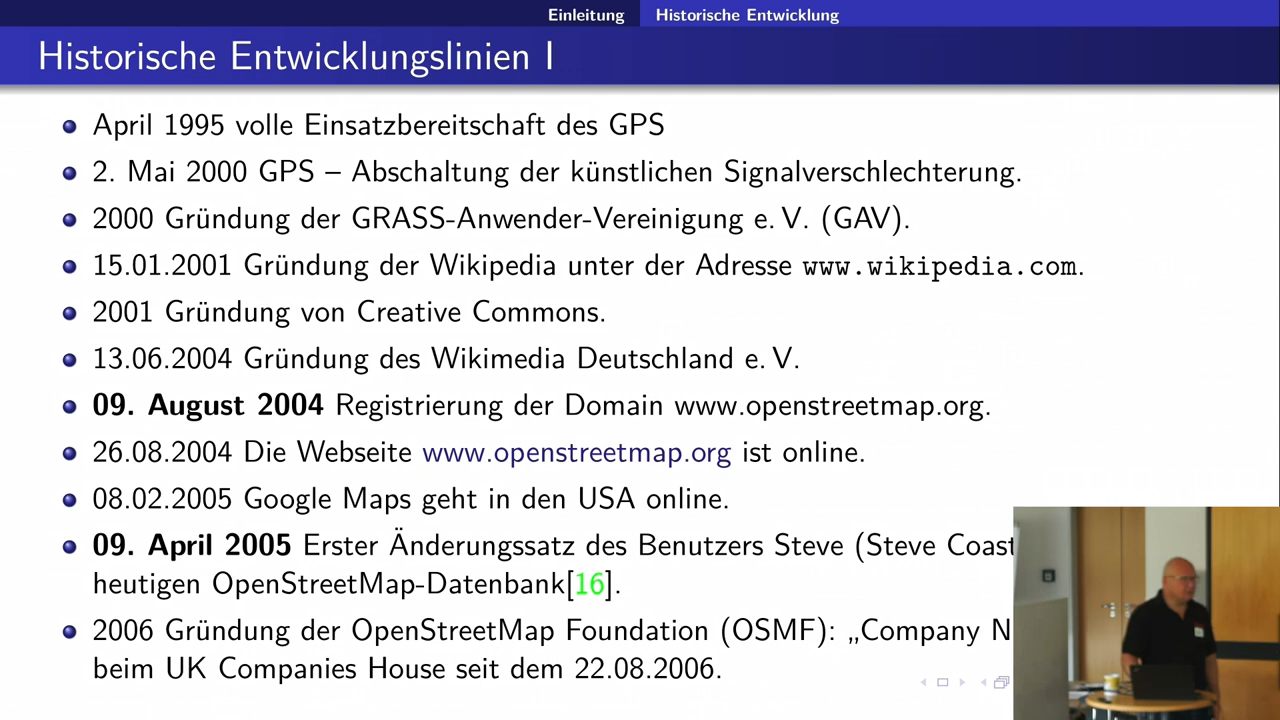 Einleitung Historische Entwicklung
Historische Entwicklungslinien I
April 1995 volle Einsatzbereitschaft des GPS
2. Mai 2000 GPS – Abschaltung der künstlichen Signalverschlechterung.
2000 Gründung der GRASS-Anwender-Vereinigung e. V. (GAV).
15.01.2001 Gründung der Wikipedia unter der Adresse www.wikipedia.com.
2001 Gründung von Creative Commons.
13.06.2004 Gründung des Wikimedia Deutschland e. V.
09. August 2004 Registrierung der Domain www.openstreetmap.org.
26.08.2004 Die Webseite www.openstreetmap.org ist online.
08.02.2005 Google Maps geht in den USA online.
09. April 2005 Erster Änderungssatz des Benutzers Steve (Steve Coast
heutigen OpenStreetMap-Datenbank[16].
2006 Gründung der OpenStreetMap Foundation (OSMF): „Company N
beim UK Companies House seit dem 22.08.2006.